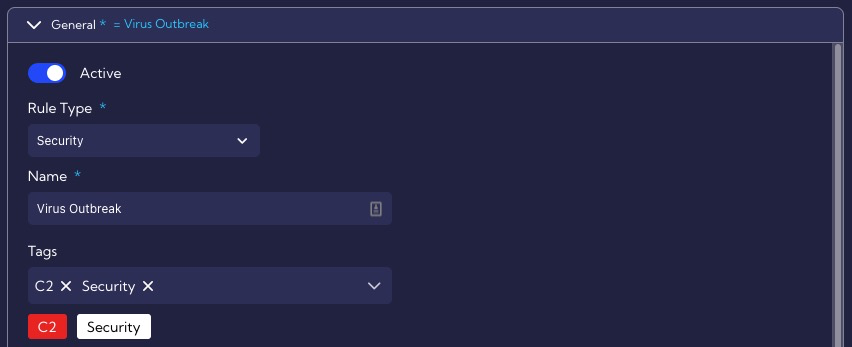 General * = Virus Outbreak
Active
Rule Type *
Security
Name *
Virus Outbreak
Tags
C2 Security
C2 Security